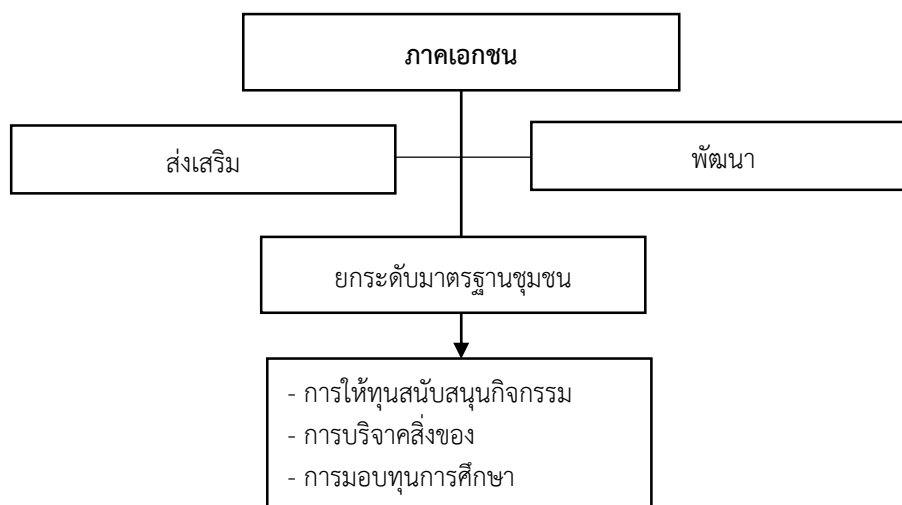 ภาคเอกชน
ส่งเสริม
พัฒนา
ยกระดับมาตรฐานชุมชน
- การให้ทุนสนับสนุนกิจกรรม
- การบริจาคสิ่งของ
- การมอบทุนการศึกษา